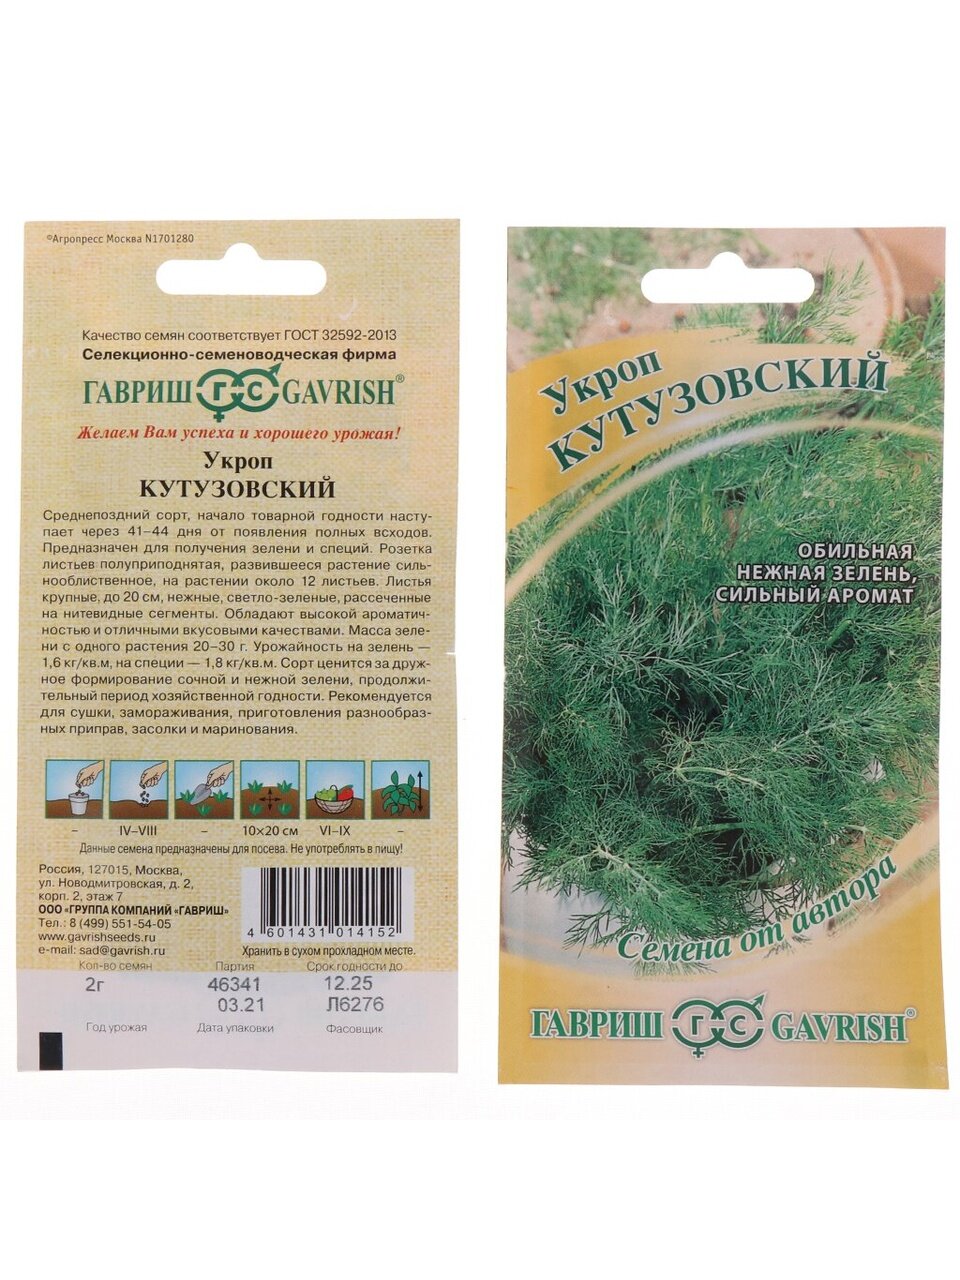 ®Агропресс Москва N1701280
Качество семян соответствует ГОСТ 32592-2013
Селекционно-семеноводческая фирма
ГАВРИШ ГС GAVRISH®
Желаем Вам успеха и хорошего урожая!
Укроп
КУТУЗОВСКИЙ
Среднепоздний сорт, начало товарной годности насту-
пает через 41–44 дня от появления полных всходов.
Предназначен для получения зелени и специй. Розетка
листьев полуприподнятая, развившееся растение силь-
нооблиственное, на растении около 12 листьев. Листья
крупные, до 20 см, нежные, светло-зеленые, рассеченные
на нитевидные сегменты. Обладают высокой ароматич-
ностью и отличными вкусовыми качествами. Масса зеле-
ни с одного растения 20–30 г. Урожайность на зелень —
1,6 кг/кв.м, на специи — 1,8 кг/кв.м. Сорт ценится за друж-
ное формирование сочной и нежной зелени, продолжи-
тельный период хозяйственной годности. Рекомендуется
для сушки, замораживания, приготовления разнообраз-
ных приправ, засолки и маринования.
– IV–VIII – 10×20 см VI–IX –
Данные семена предназначены для посева. Не употреблять в пищу!
Россия, 127015, Москва,
ул. Новодмитровская, д. 2,
корп. 2, этаж 7
ООО "ГРУППА КОМПАНИЙ "ГАВРИШ"
Тел.: 8 (499) 551-54-05
www.gavrishseeds.ru
e-mail: sad@gavrish.ru
4 601431 014152
Хранить в сухом прохладном месте.
Кол-во семян Партия Срок годности до
2г 46341 12.25
03.21 Л6276
Год урожая Дата упаковки Фасовщик
Укроп
КУТУЗОВСКИЙ
ОБИЛЬНАЯ
НЕЖНАЯ ЗЕЛЕНЬ,
СИЛЬНЫЙ АРОМАТ
Семена от автора
ГАВРИШ ГС GAVRISH®